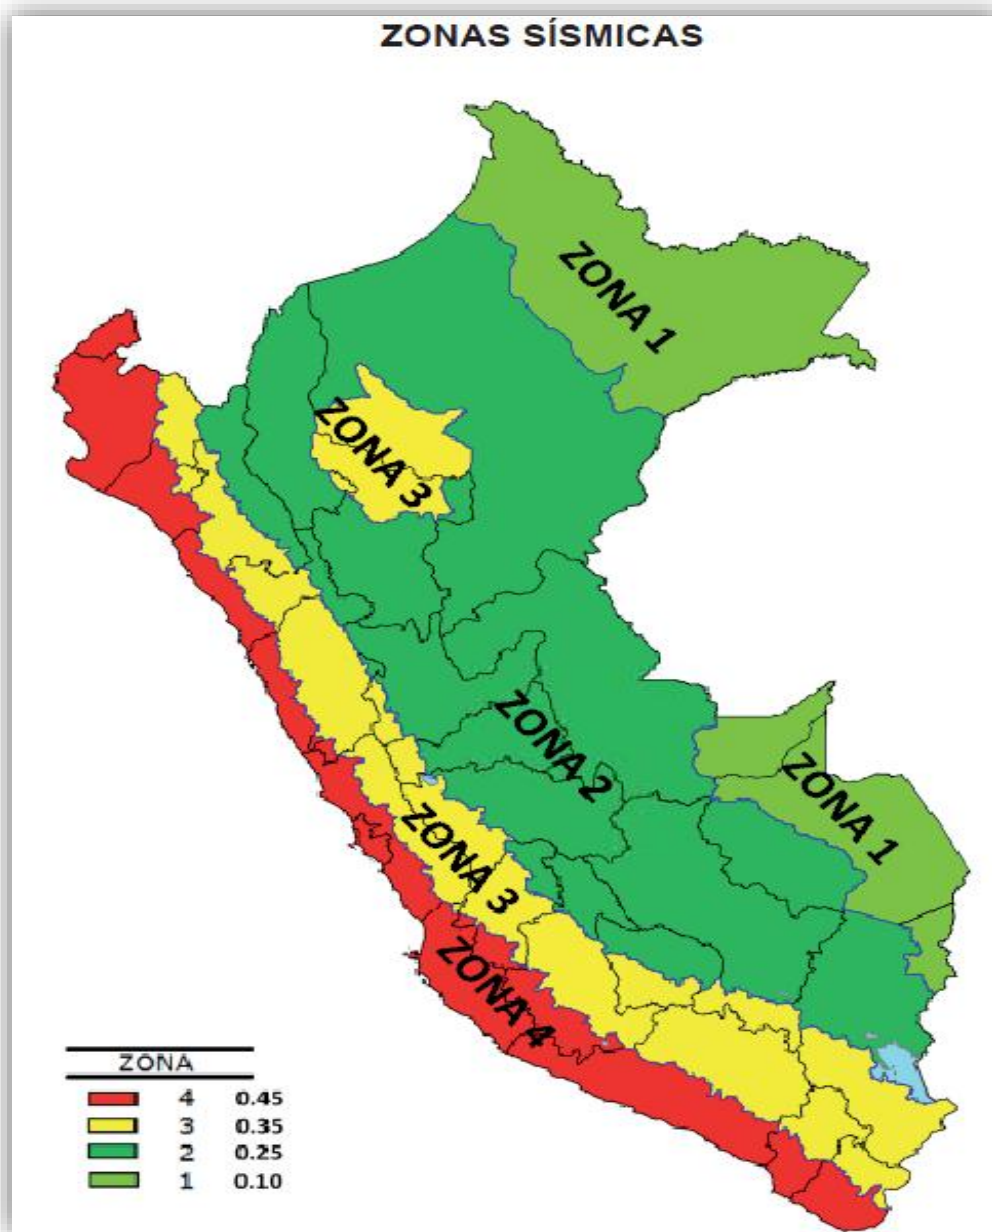 ZONAS SÍSMICAS
ZONA 1
ZONA 3
ZONA 2
ZONA 1
ZONA 3
ZONA 4
ZONA
4 0.45
3 0.35
2 0.25
1 0.10